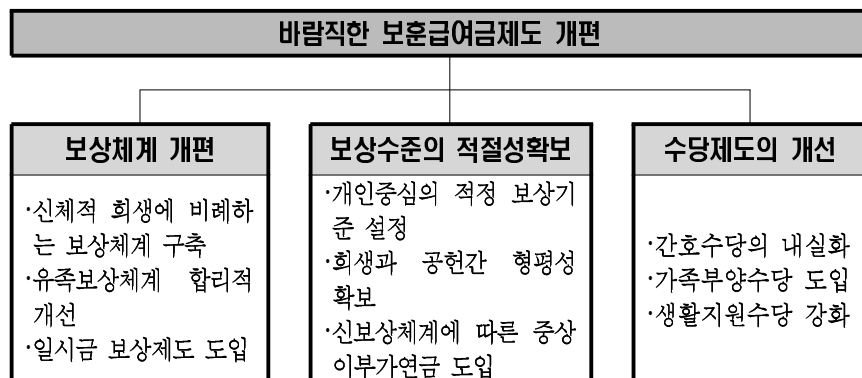 바람직한 보훈급여금제도 개편
보상체계 개편
·신체적 희생에 비례하
는 보상체계 구축
·유족보상체계 합리적
개선
·일시금 보상제도 도입
보상수준의 적절성확보
·개인중심의 적정 보상기
준 설정
·희생과 공헌간 형평성
확보
·신보상체계에 따른 중상
이부가연금 도입
수당제도의 개선
·간호수당의 내실화
·가족부양수당 도입
·생활지원수당 강화